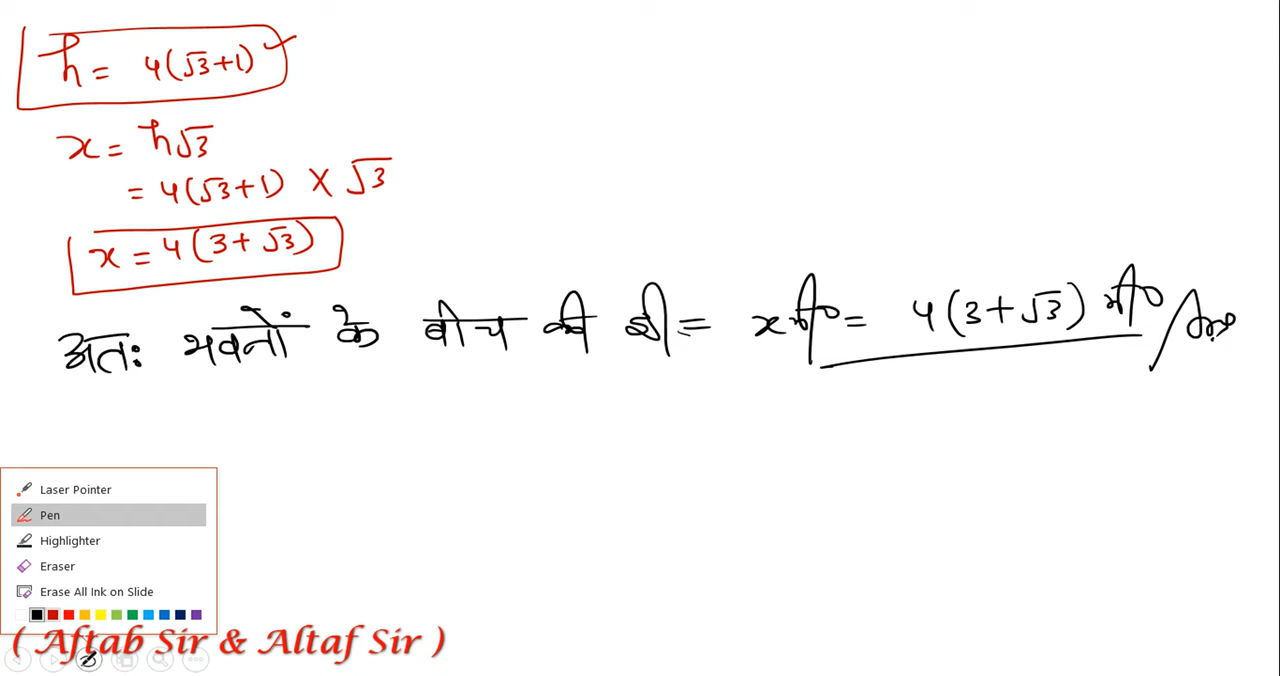 h = 4(√3+1)
x = h√3
= 4(√3+1) × √3
x = 4(3+√3)
अतः भवनों के बीच की दूरी = x मी० = 4(3+√3) मी० Ans
Laser Pointer
Pen
Highlighter
Eraser
Erase All Ink on Slide
( Aftab Sir & Altaf Sir )